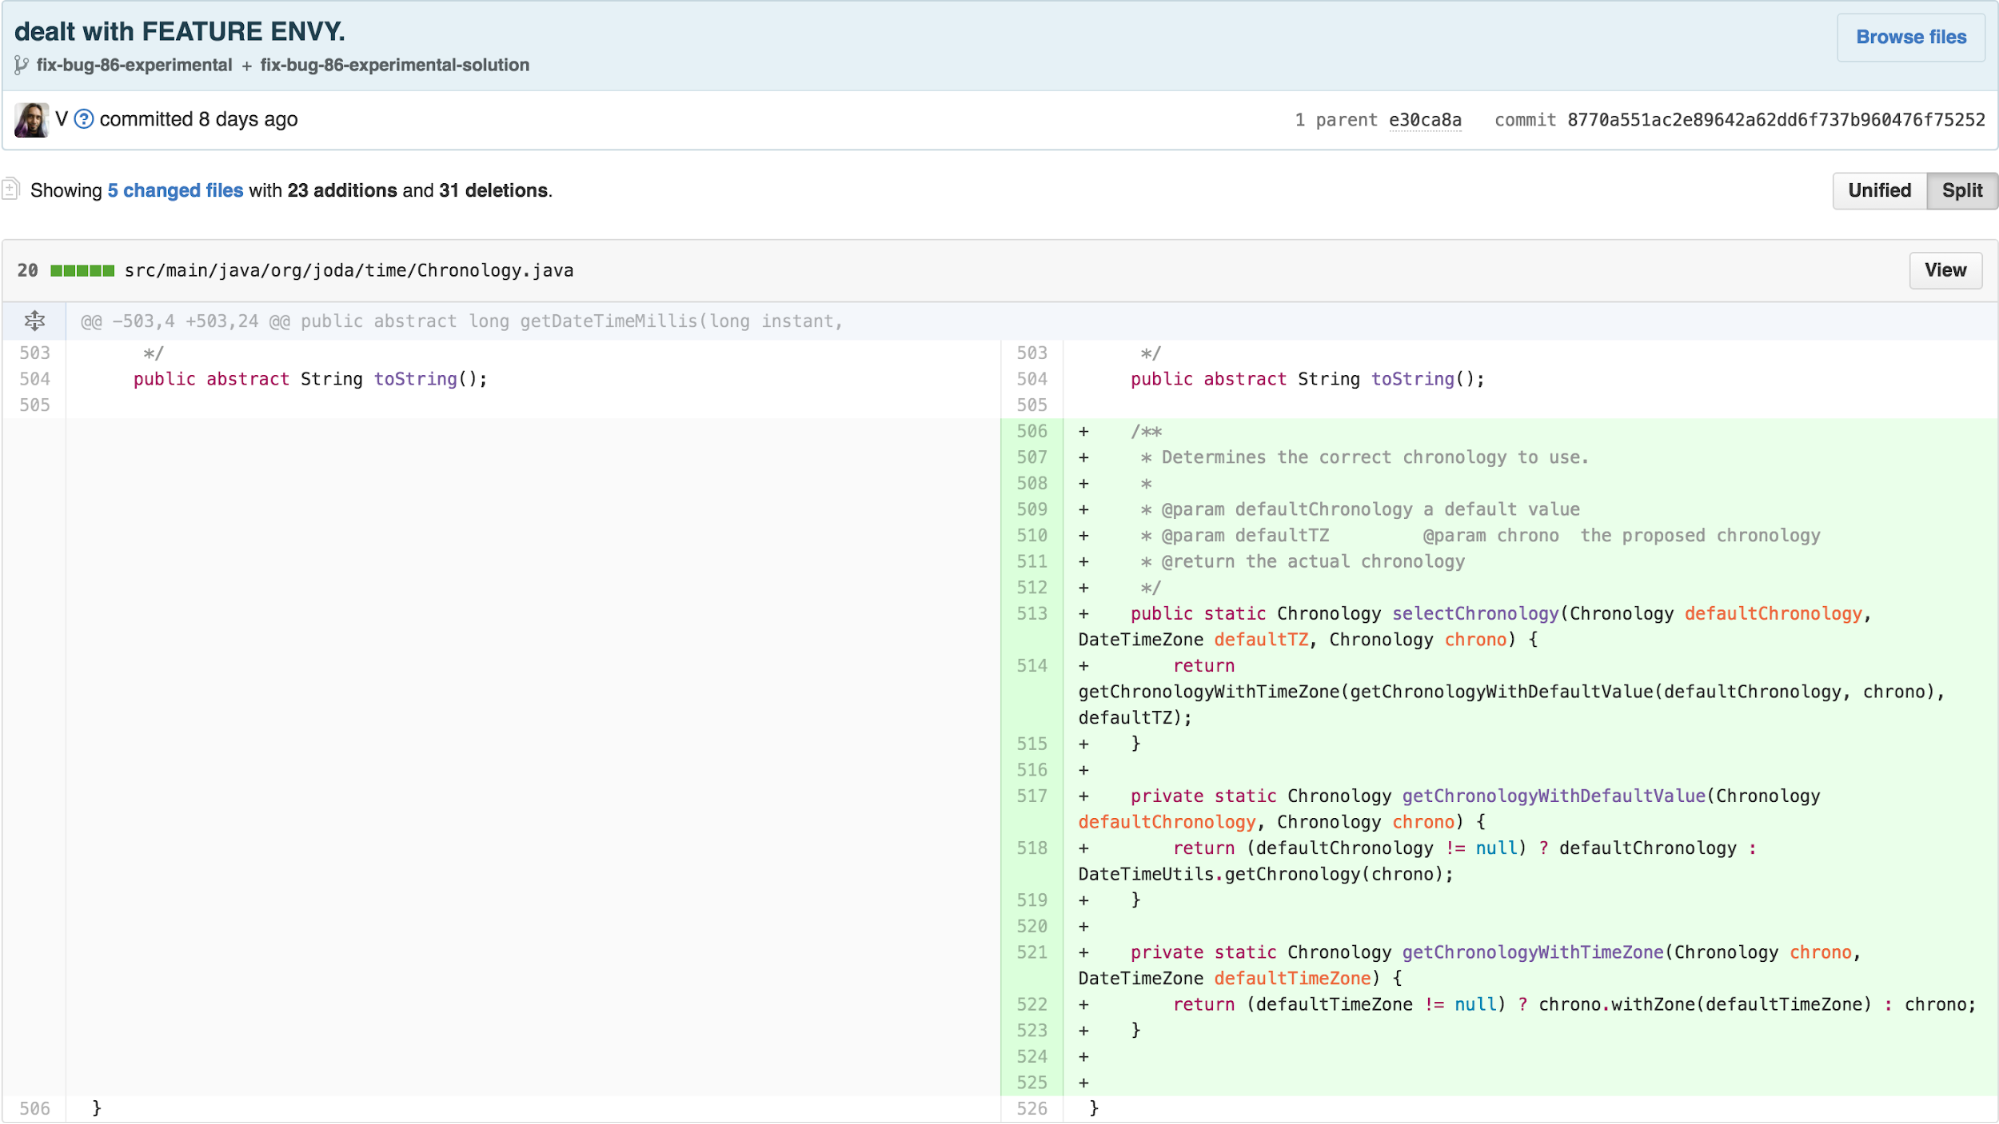 dealt with FEATURE ENVY.
Browse files
fix-bug-86-experimental + fix-bug-86-experimental-solution
V ? committed 8 days ago
1 parent e30ca8a commit 8770a551ac2e89642a62dd6f737b960476f75252
Showing 5 changed files with 23 additions and 31 deletions.
Unified Split
20 src/main/java/org/joda/time/Chronology.java
View
@@ -503,4 +503,24 @@ public abstract long getDateTimeMillis(long instant,
503 */
504 public abstract String toString();
505
506 }
503 */
504 public abstract String toString();
505
506 + /**
507 + * Determines the correct chronology to use.
508 + *
509 + * @param defaultChronology a default value
510 + * @param defaultTZ @param chrono the proposed chronology
511 + * @return the actual chronology
512 + */
513 + public static Chronology selectChronology(Chronology defaultChronology,
DateTimeZone defaultTZ, Chronology chrono) {
514 + return
getChronologyWithTimeZone(getChronologyWithDefaultValue(defaultChronology, chrono),
defaultTZ);
515 + }
516 +
517 + private static Chronology getChronologyWithDefaultValue(Chronology
defaultChronology, Chronology chrono) {
518 + return (defaultChronology != null) ? defaultChronology :
DateTimeUtils.getChronology(chrono);
519 + }
520 +
521 + private static Chronology getChronologyWithTimeZone(Chronology chrono,
DateTimeZone defaultTimeZone) {
522 + return (defaultTimeZone != null) ? chrono.withZone(defaultTimeZone) : chrono;
523 + }
524 +
525 +
526 }